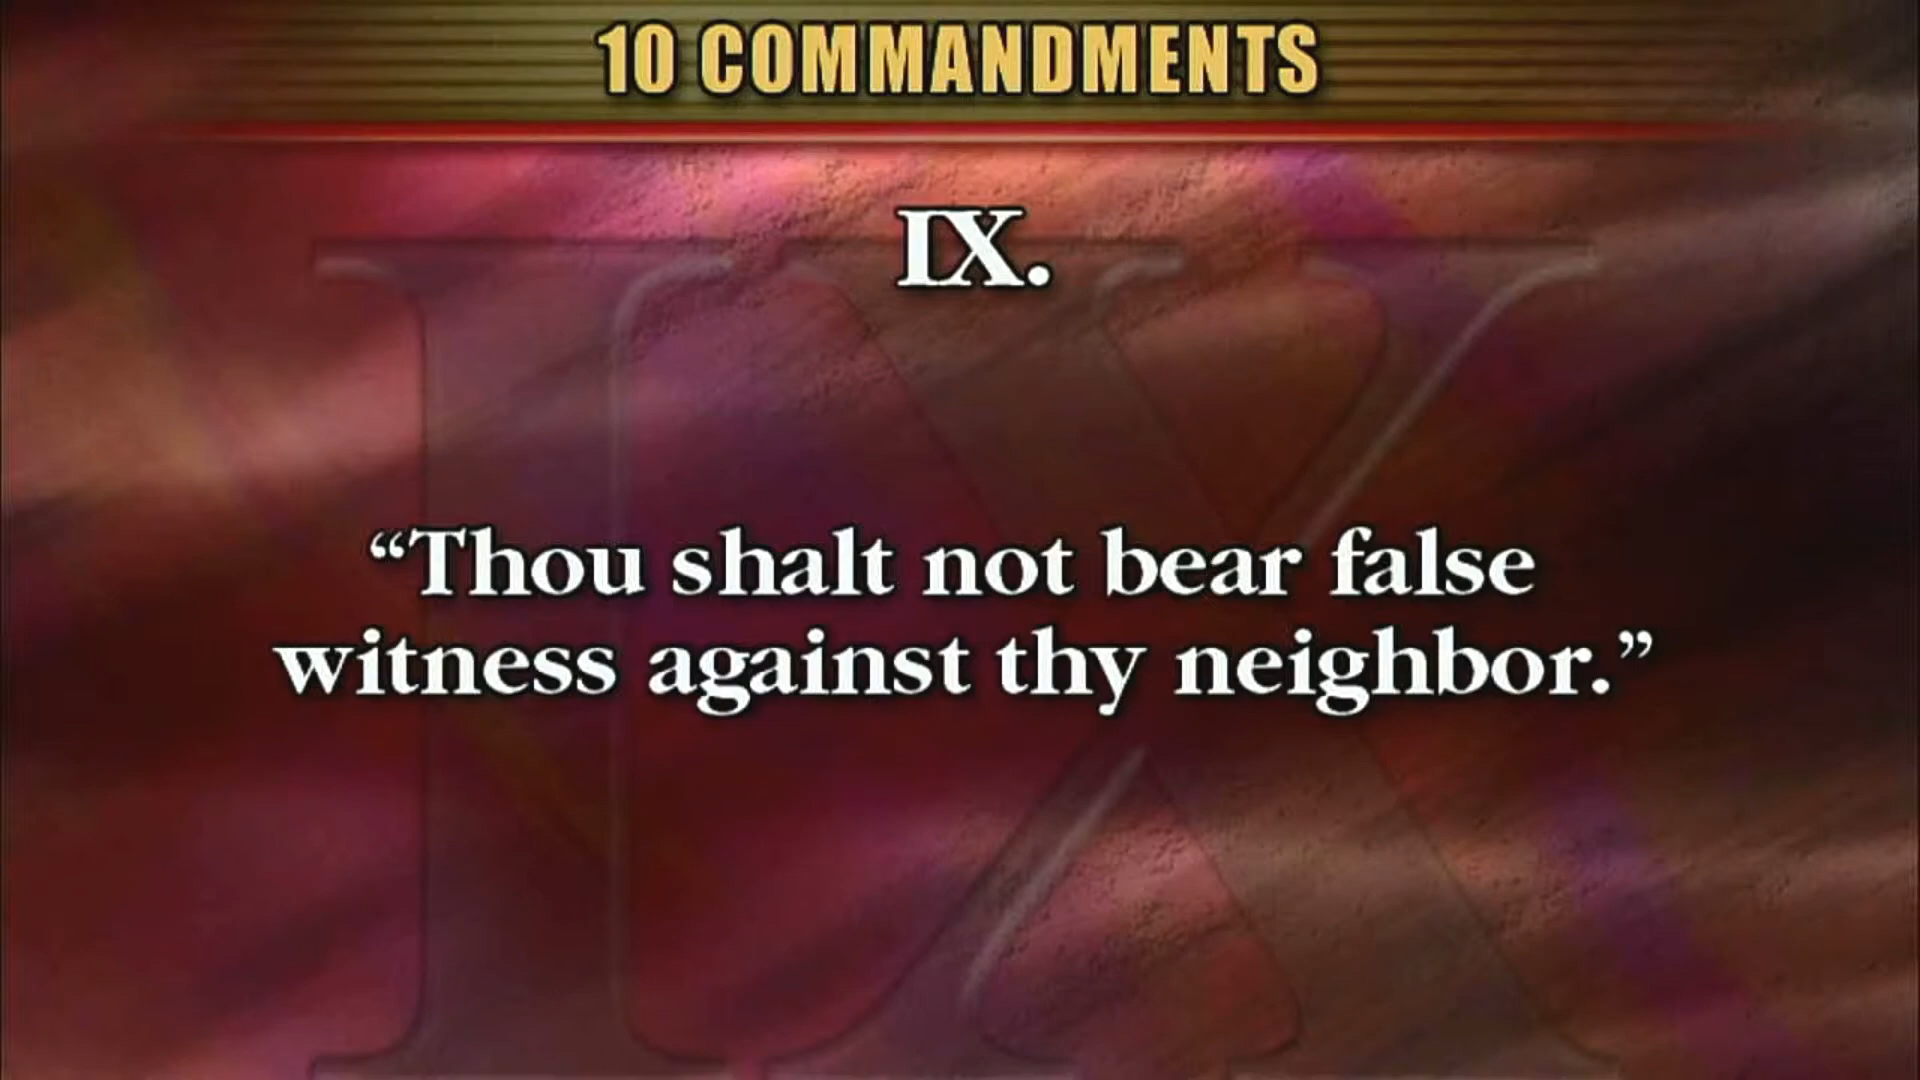 10 COMMANDMENTS
IX.
“Thou shalt not bear false
witness against thy neighbor.”